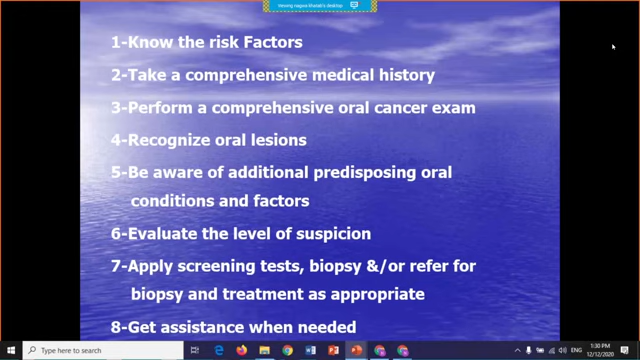 Viewing nagwa khattab's desktop
1-Know the risk Factors
2-Take a comprehensive medical history
3-Perform a comprehensive oral cancer exam
4-Recognize oral lesions
5-Be aware of additional predisposing oral
conditions and factors
6-Evaluate the level of suspicion
7-Apply screening tests, biopsy &/or refer for
biopsy and treatment as appropriate
8-Get assistance when needed
Type here to search
ENG
1:30 PM
12/12/2020